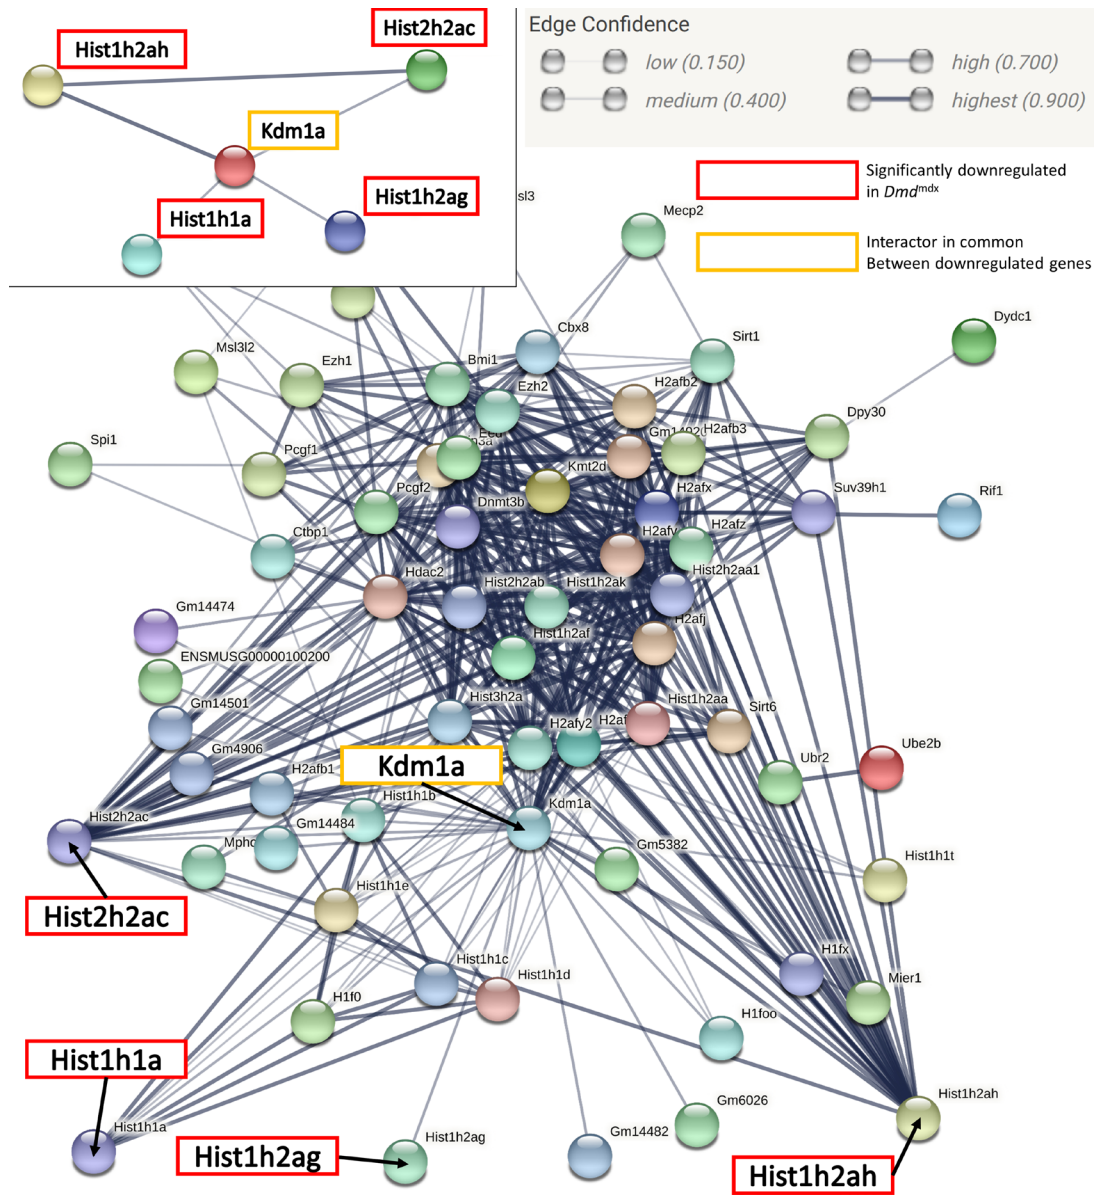 Hist1h2ah
Hist2h2ac
Kdm1a
Hist1h2ag
Hist1h1a
Edge Confidence
low (0.150)
high (0.700)
medium (0.400)
highest (0.900)
Significantly downregulated
in Dmdmdx
Interactor in common
Between downregulated genes
sl3
Mecp2
Dydc1
Cbx8
Sirt1
Msl3l2
Ezh1
Bmi1
Ezh2
H2afb2
Dpy30
H2afb3
Spi1
Pcgf1
Kmt2d
Pcgf2
Dnmt3b
H2afx
Suv39h1
Rif1
Ctbp1
H2afz
Hdac2
Hist2h2ab
Hist1h2ak
Hist2h2aa1
Gm14474
H2afj
Hist1h2af
ENSMUSG00000100200
Gm14501
Hist3h2a
Hist1h2aa
Sirt6
Gm4906
H2afy2
H2af
Ubr2
Ube2b
H2afb1
Kdm1a
Hist1h1b
Kdm1a
Hist2h2ac
Gm14484
Gm5382
Hist1h1t
Hist1h1e
Hist2h2ac
H1fx
Hist1h1c
Hist1h1d
Mier1
H1f0
H1foo
Hist1h1a
Hist1h2ah
Gm6026
Hist1h1a
Hist1h2ag
Gm14482
Hist1h2ag
Hist1h2ah